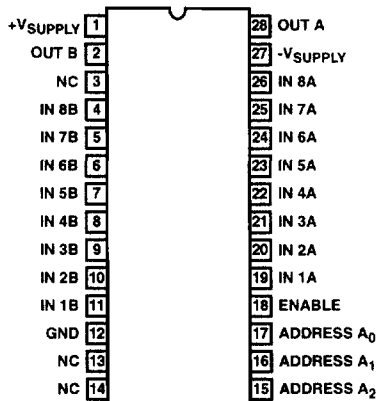 +VSUPPLY 1 28 OUT A
OUT B 2 27 -VSUPPLY
NC 3 26 IN 8A
IN 8B 4 25 IN 7A
IN 7B 5 24 IN 6A
IN 6B 6 23 IN 5A
IN 5B 7 22 IN 4A
IN 4B 8 21 IN 3A
IN 3B 9 20 IN 2A
IN 2B 10 19 IN 1A
IN 1B 11 18 ENABLE
GND 12 17 ADDRESS A0
NC 13 16 ADDRESS A1
NC 14 15 ADDRESS A2